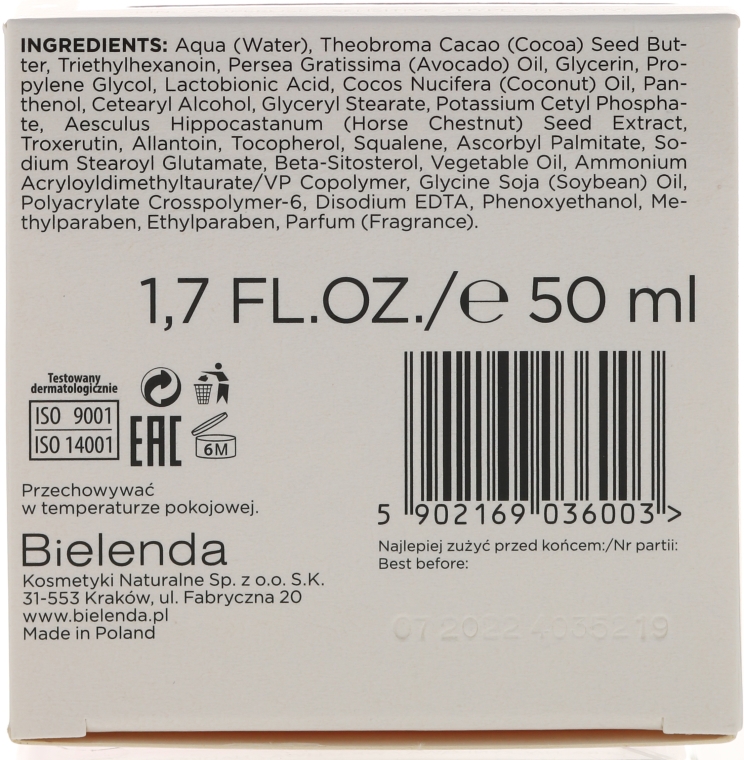 INGREDIENTS: Aqua (Water), Theobroma Cacao (Cocoa) Seed But-
ter, Triethylhexanoin, Persea Gratissima (Avocado) Oil, Glycerin, Pro-
pylene Glycol, Lactobionic Acid, Cocos Nucifera (Coconut) Oil, Pan-
thenol, Cetearyl Alcohol, Glyceryl Stearate, Potassium Cetyl Phospha-
te, Aesculus Hippocastanum (Horse Chestnut) Seed Extract,
Troxerutin, Allantoin, Tocopherol, Squalene, Ascorbyl Palmitate, So-
dium Stearoyl Glutamate, Beta-Sitosterol, Vegetable Oil, Ammonium
Acryloyldimethyltaurate/VP Copolymer, Glycine Soja (Soybean) Oil,
Polyacrylate Crosspolymer-6, Disodium EDTA, Phenoxyethanol, Me-
thylparaben, Ethylparaben, Parfum (Fragrance).
1,7 FL.OZ./e 50 ml
Testowany
dermatologicznie
ISO 9001
ISO 14001
EAC
6M
Przechowywać
w temperaturze pokojowej.
Bielenda
Kosmetyki Naturalne Sp. z o.o. S.K.
31-553 Kraków, ul. Fabryczna 20
www.bielenda.pl
Made in Poland
5 902169 036003 >
Najlepiej zużyć przed końcem:/Nr partii:
Best before:
07 2022 4035219